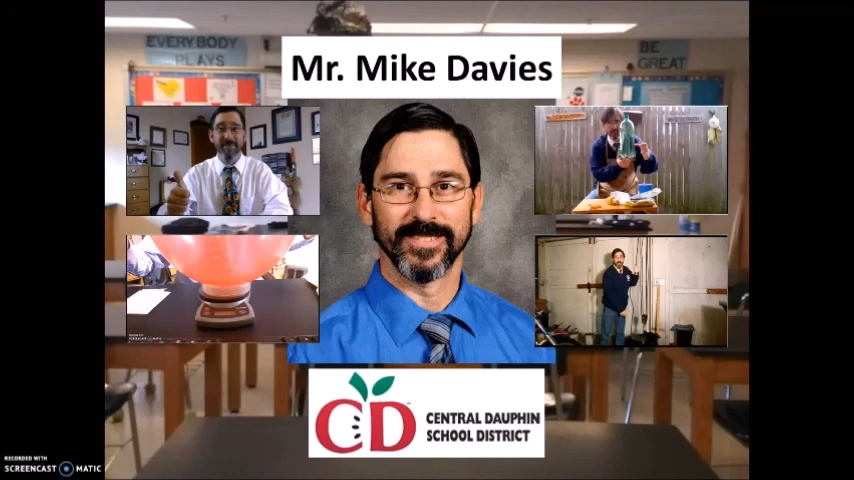 EVERYBODY
PLAYS
BE
GREAT
Mr. Mike Davies
CD
CENTRAL DAUPHIN
SCHOOL DISTRICT
RECORDED WITH
SCREENCAST MATIC